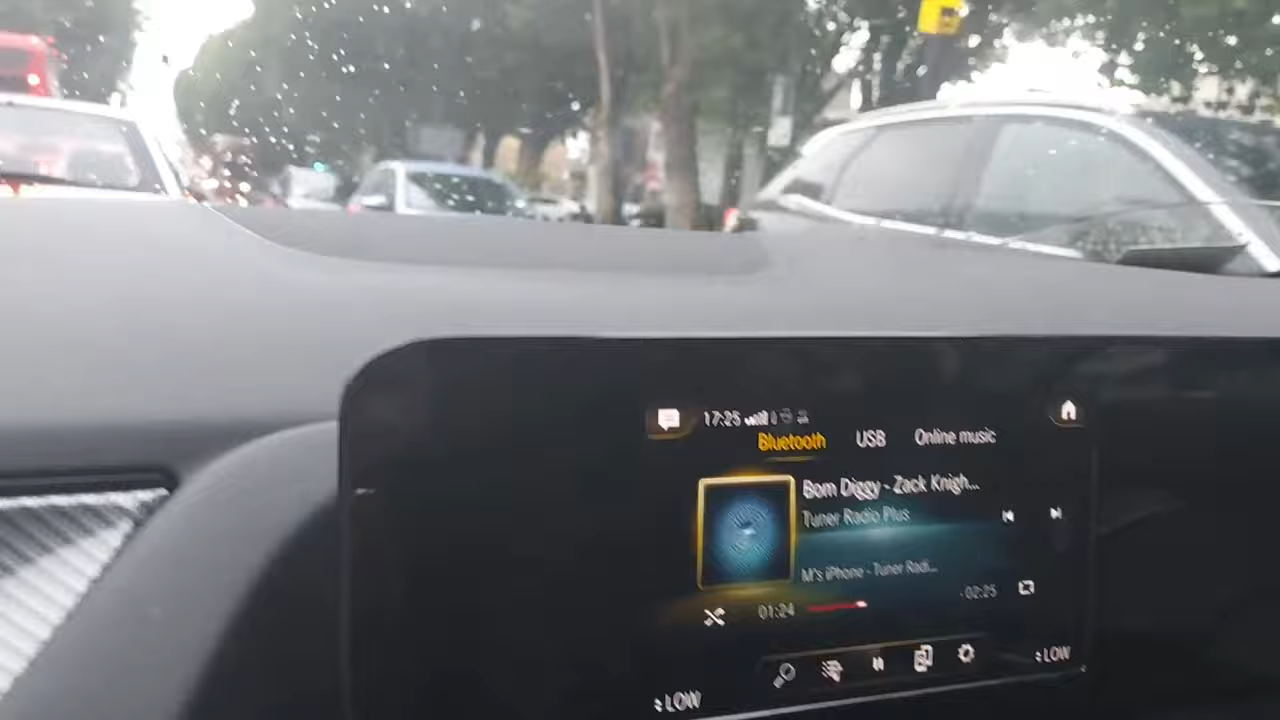 17:25
Bluetooth USB Online music
Bom Diggy - Zack Knigh...
Tuner Radio Plus
M's iPhone - Tuner Radi...
01:24 -02:25
LOW
LOW